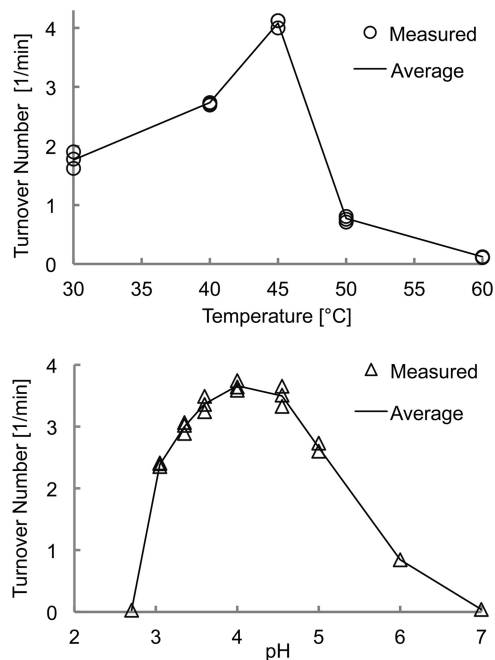 4
3
2
1
0
Turnover Number [1/min]
Measured
Average
30 35 40 45 50 55 60
Temperature [°C]
4
3
2
1
0
Turnover Number [1/min]
Measured
Average
2 3 4 5 6 7
pH